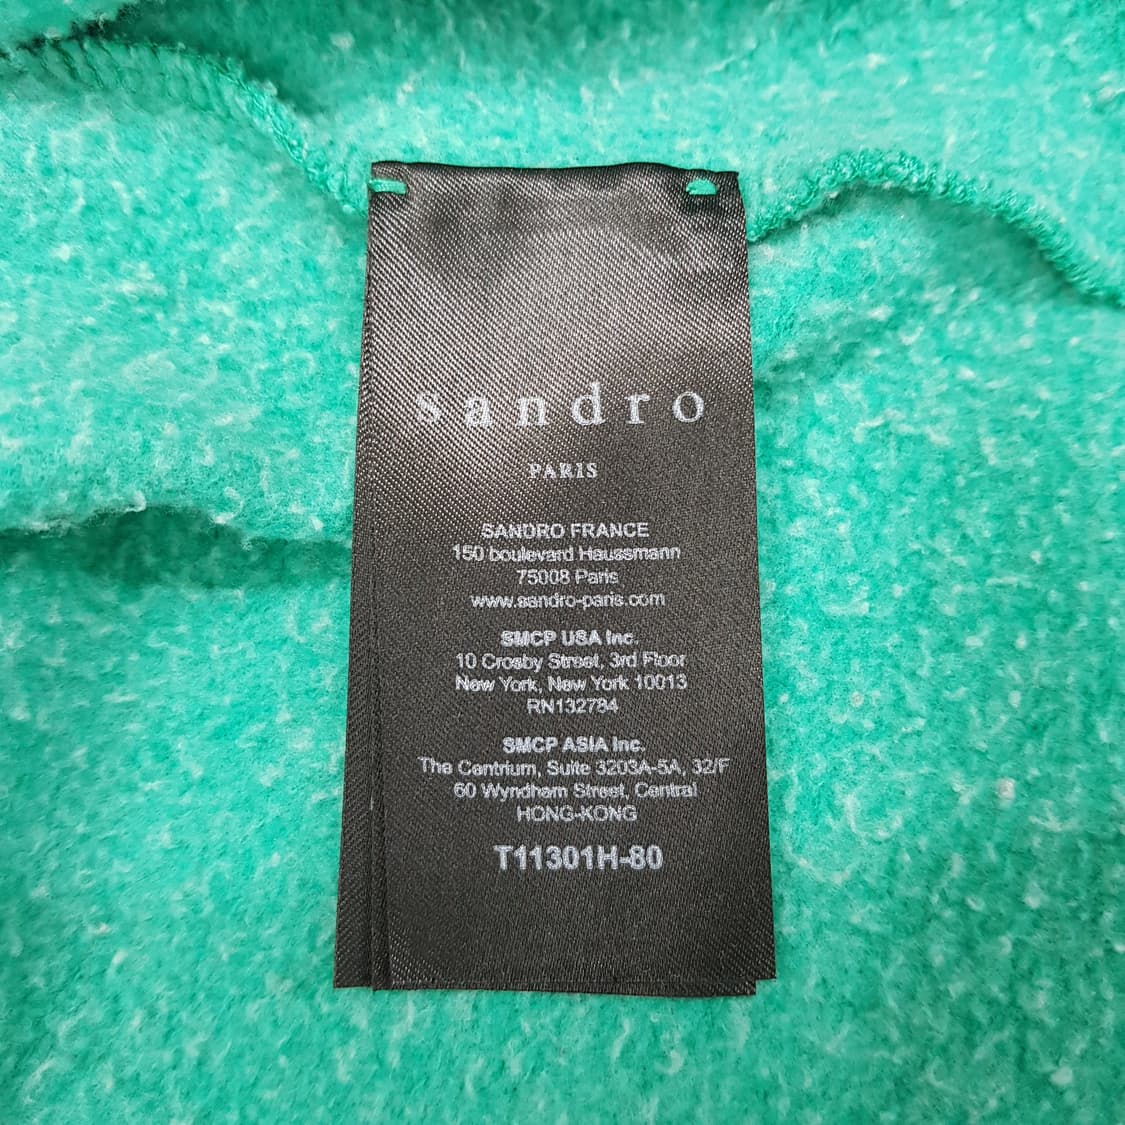 sandro
PARIS
SANDRO FRANCE
150 boulevard Haussmann
75008 Paris
www.sandro-paris.com
SMCP USA Inc.
10 Crosby Street, 3rd Floor
New York, New York 10013
RN132784
SMCP ASIA Inc.
The Centrium, Suite 3203A-5A, 32/F
60 Wyndham Street, Central
HONG-KONG
T11301H-80